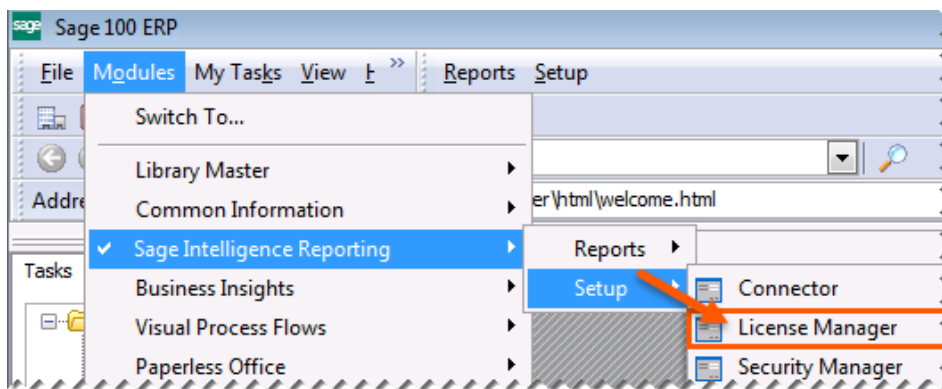 sage Sage 100 ERP
File Modules My Tasks View H » Reports Setup
Switch To...
Library Master
Addre er\html\welcome.html
Common Information
Sage Intelligence Reporting Reports
Tasks
Business Insights Setup Connector
Visual Process Flows License Manager
Paperless Office Security Manager